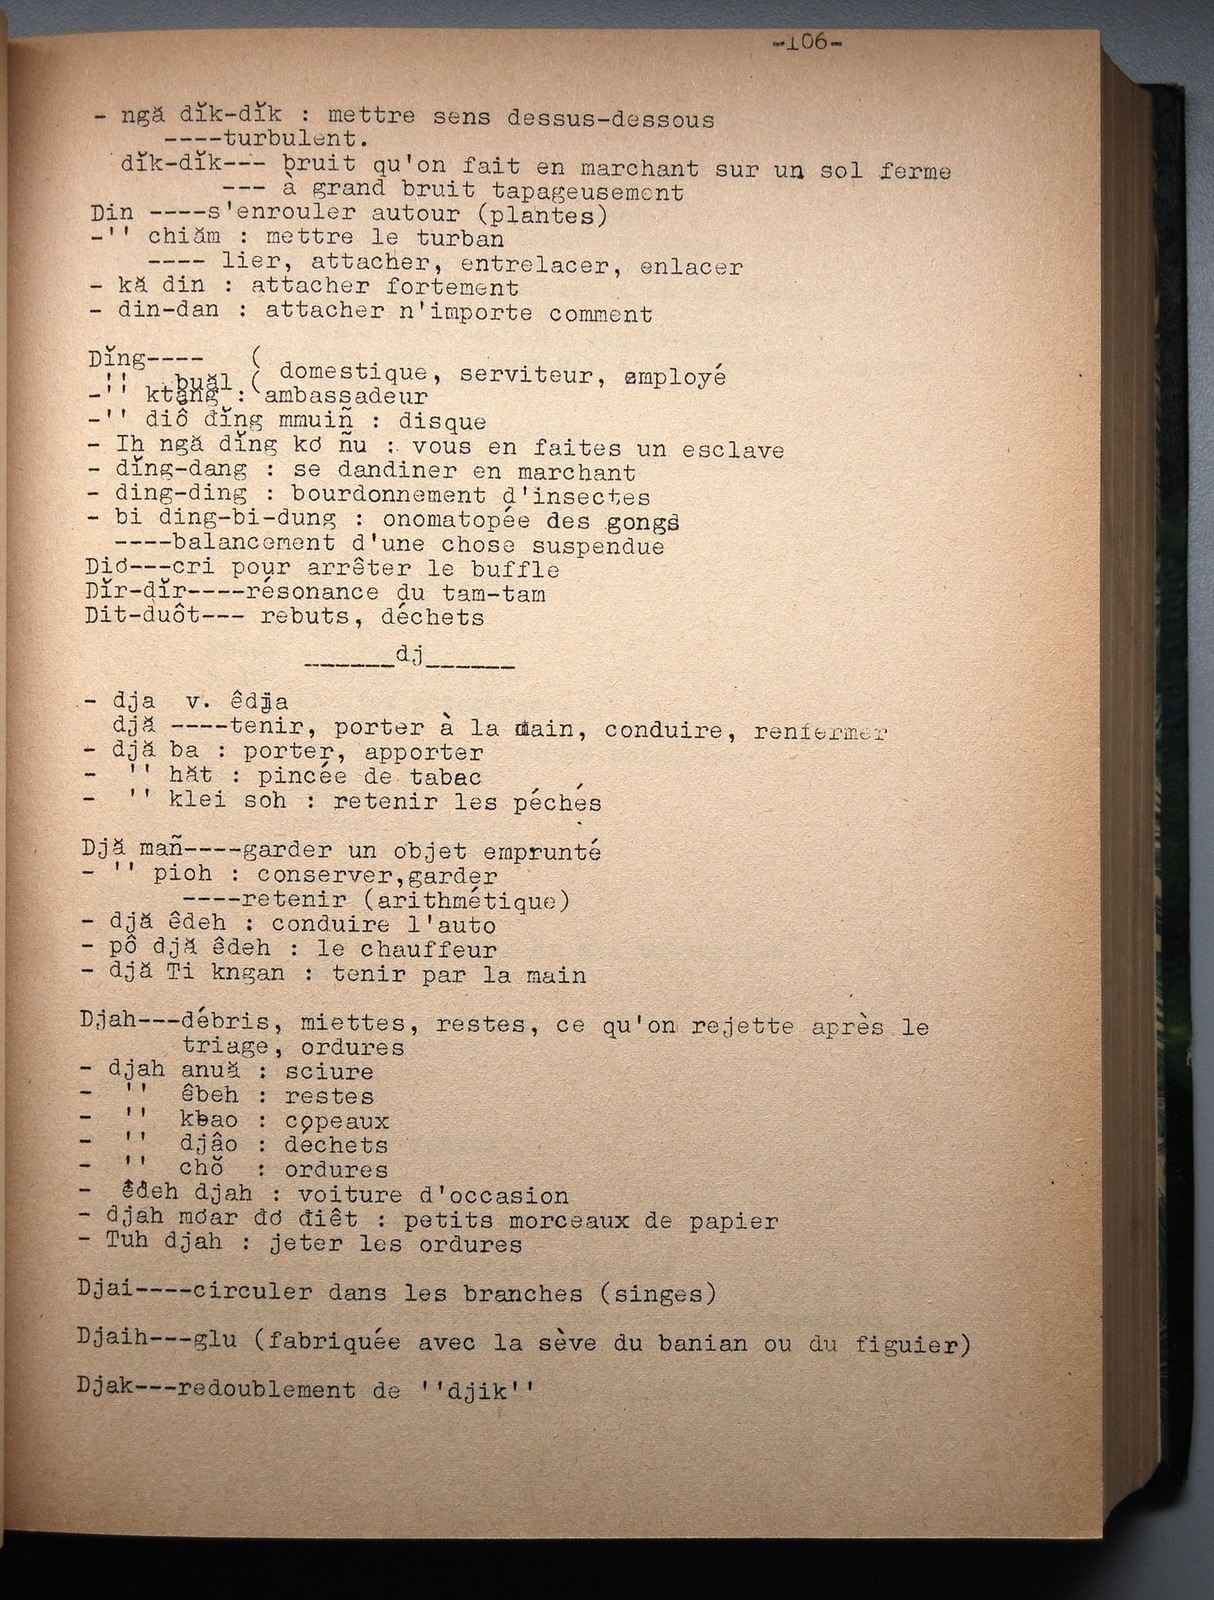 -106-
- ngă dĭk-dĭk : mettre sens dessus-dessous
----turbulent.
dĭk-dĭk--- bruit qu'on fait en marchant sur un sol ferme
--- à grand bruit tapageusement
Din ----s'enrouler autour (plantes)
-'' chiăm : mettre le turban
---- lier, attacher, entrelacer, enlacer
- kă din : attacher fortement
- din-dan : attacher n'importe comment
Dĭng---- (
'' buăl ( domestique, serviteur, employé
-'' ktang : ambassadeur
-'' diô đĭng mmuiñ : disque
- Ih ngă dĭng kơ ñu : vous en faites un esclave
- dĭng-dang : se dandiner en marchant
- ding-ding : bourdonnement d'insectes
- bi ding-bi-dung : onomatopée des gongs
----balancement d'une chose suspendue
Diơ---cri pour arrêter le buffle
Dĭr-dĭr----résonance du tam-tam
Dit-duôt--- rebuts, déchets
______dj______
- dja v. êdja
djă ----tenir, porter à la main, conduire, renfermer
- djă ba : porter, apporter
- '' hăt : pincée de tabac
- '' klei soh : retenir les péchés
Djă mañ----garder un objet emprunté
- '' pioh : conserver,garder
----retenir (arithmétique)
- djă êdeh : conduire l'auto
- pô djă êdeh : le chauffeur
- djă Ti kngan : tenir par la main
Djah---débris, miettes, restes, ce qu'on rejette après le
triage, ordures
- djah anuă : sciure
- '' êbeh : restes
- '' kƀao : copeaux
- '' djâo : dechets
- '' chŏ : ordures
- êdeh djah : voiture d'occasion
- djah mơar đơ điêt : petits morceaux de papier
- Tuh djah : jeter les ordures
Djai----circuler dans les branches (singes)
Djaih---glu (fabriquée avec la sève du banian ou du figuier)
Djak---redoublement de ''djik''